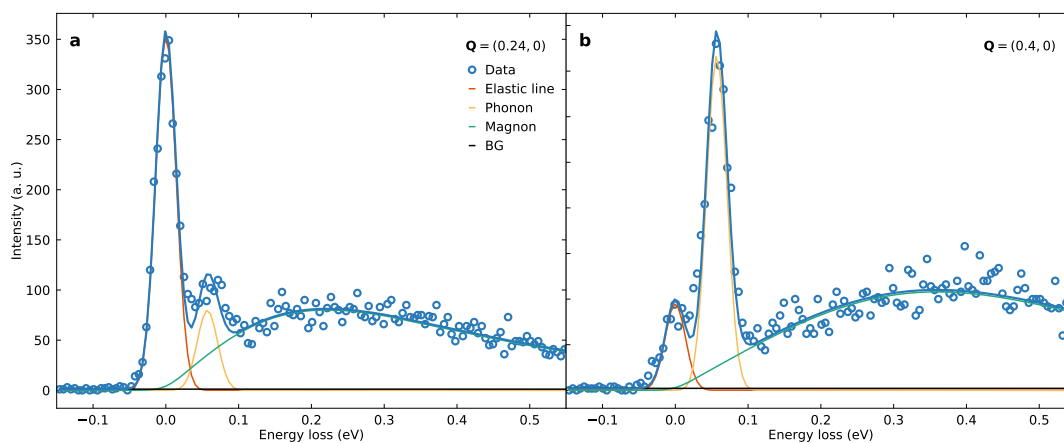 a
Q = (0.24, 0)
Data
Elastic line
Phonon
Magnon
BG
350
300
250
200
150
100
50
0
Intensity (a. u.)
−0.1 0.0 0.1 0.2 0.3 0.4 0.5
Energy loss (eV)
b
Q = (0.4, 0)
−0.1 0.0 0.1 0.2 0.3 0.4 0.5
Energy loss (eV)